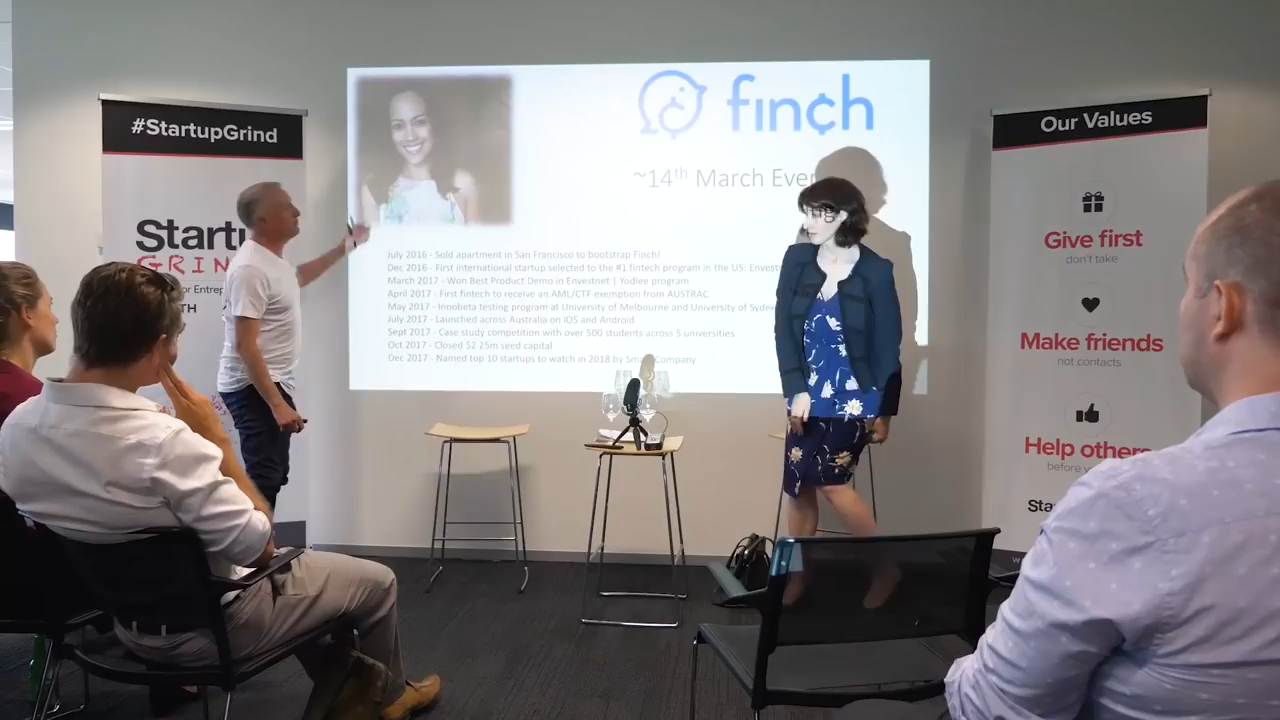 #StartupGrind
Startu
GRIN
or Entrep
TH
finch
~14th March Even
July 2016 - Sold apartment in San Francisco to bootstrap Finch!
Dec 2016 - First international startup selected to the #1 fintech program in the US: Envest
March 2017 - Won Best Product Demo in Envestnet | Yodlee program
April 2017 - First fintech to receive an AML/CTF exemption from AUSTRAC
May 2017 - Innobeta testing program at University of Melbourne and University of Sydne
July 2017 - Launched across Australia on iOS and Android
Sept 2017 - Case study competition with over 500 students across 5 universities
Oct 2017 - Closed $2.25m seed capital
Dec 2017 - Named top 10 startups to watch in 2018 by Smart Company
Our Values
Give first
don't take
Make friends
not contacts
Help others
before y
Sta